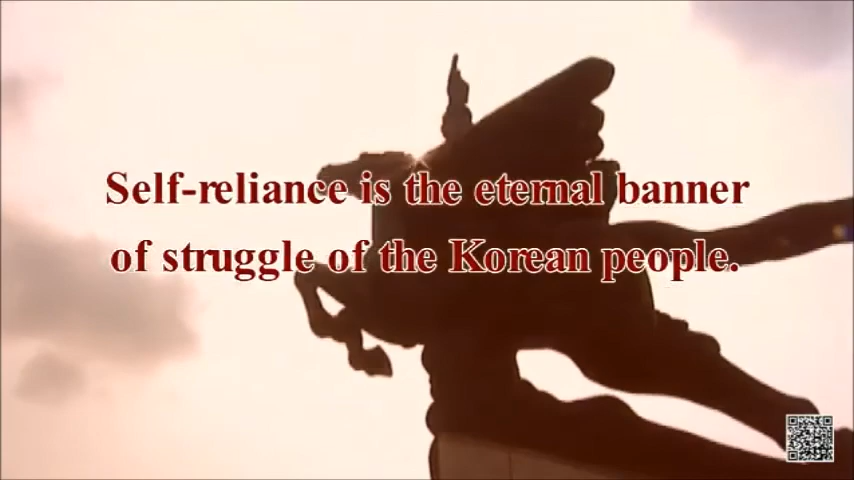 Self-reliance is the eternal banner
of struggle of the Korean people.